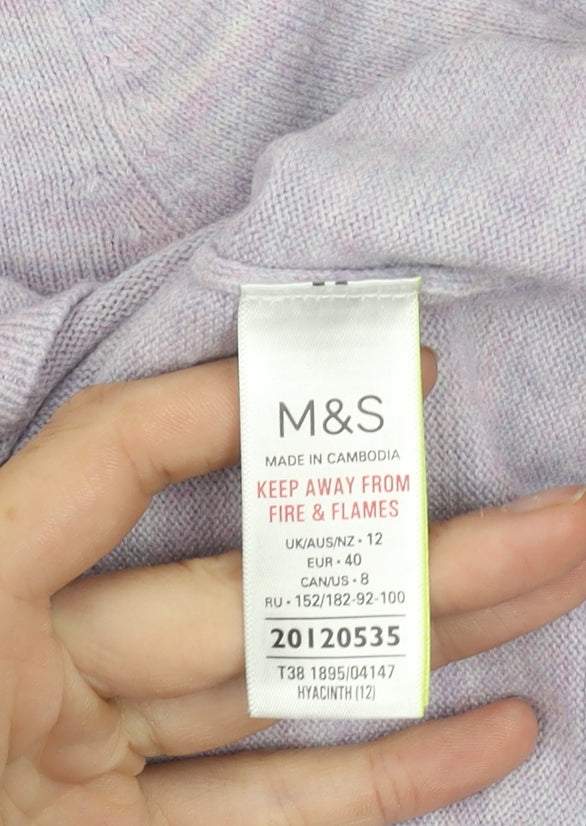 M&S
MADE IN CAMBODIA
KEEP AWAY FROM
FIRE & FLAMES
UK/AUS/NZ • 12
EUR • 40
CAN/US • 8
RU • 152/182-92-100
20120535
T38 1895/04147
HYACINTH (12)